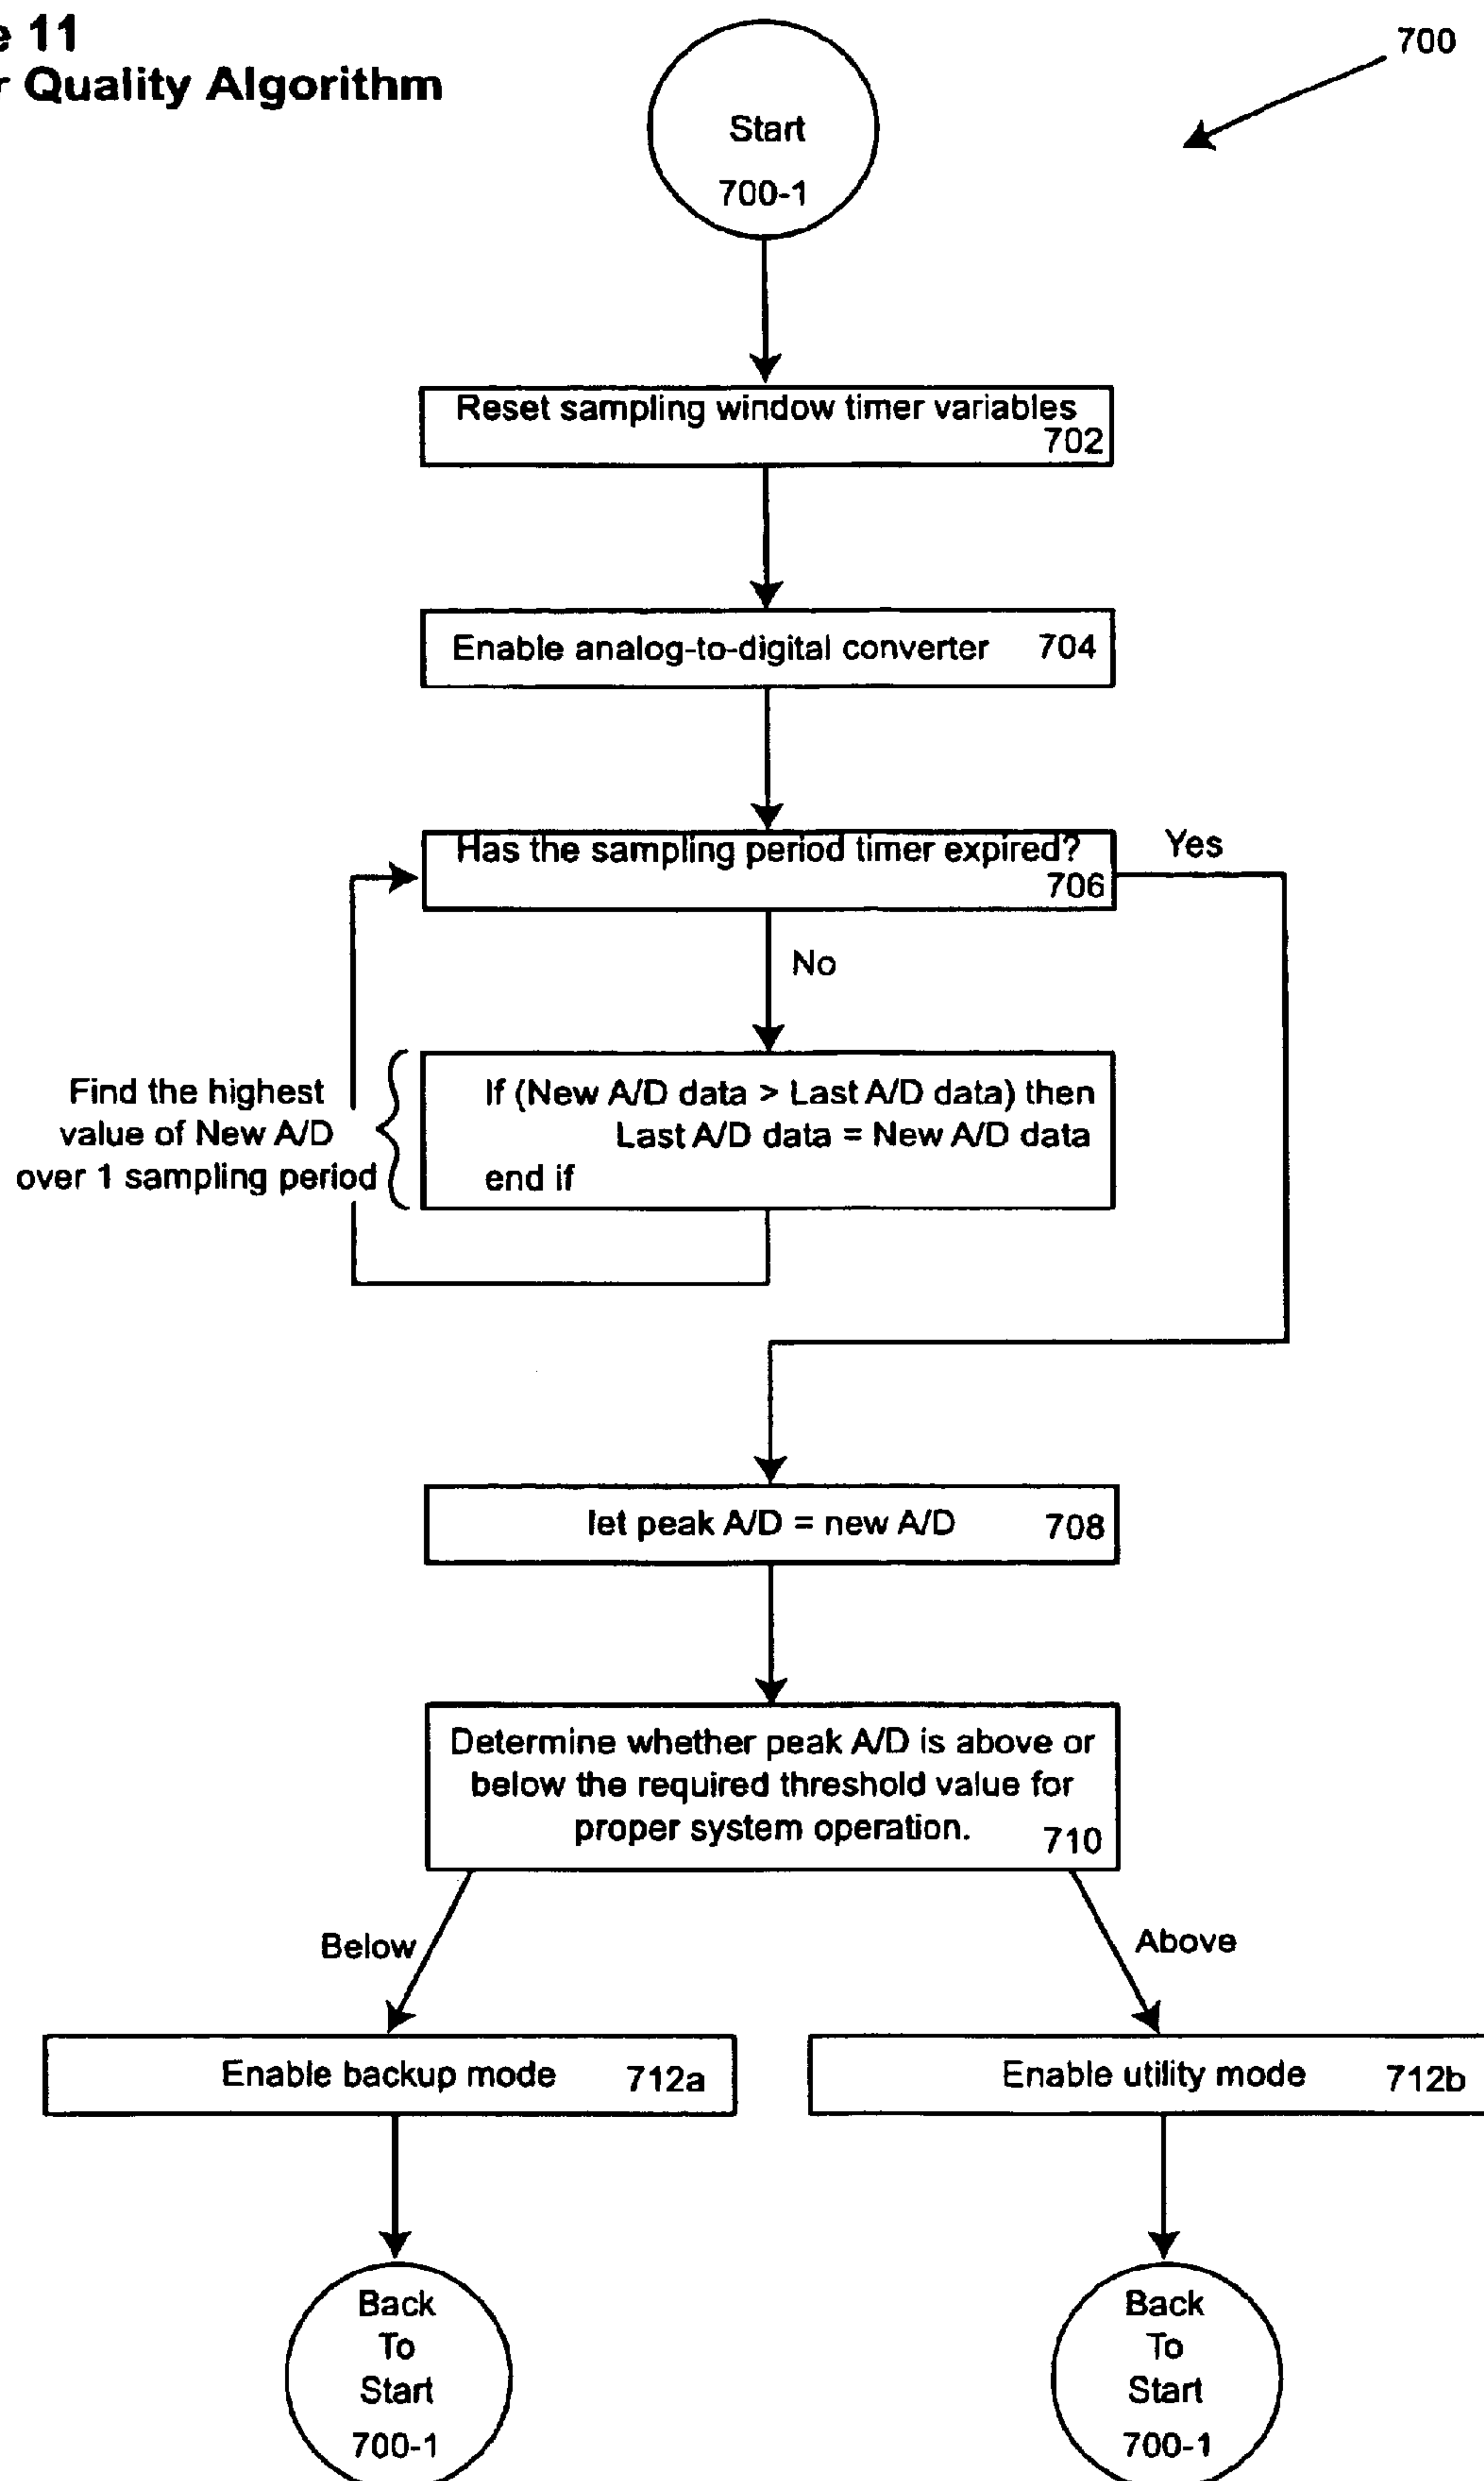 11
Quality Algorithm
700
Start
700-1
Reset sampling window timer variables
702
Enable analog-to-digital converter 704
Has the sampling period timer expired?
706
Yes
No
Find the highest
value of New A/D
over 1 sampling period
If (New A/D data > Last A/D data) then
Last A/D data = New A/D data
end if
let peak A/D = new A/D 708
Determine whether peak A/D is above or
below the required threshold value for
proper system operation.
710
Below
Above
Enable backup mode 712a
Enable utility mode 712b
Back
To
Start
700-1
Back
To
Start
700-1